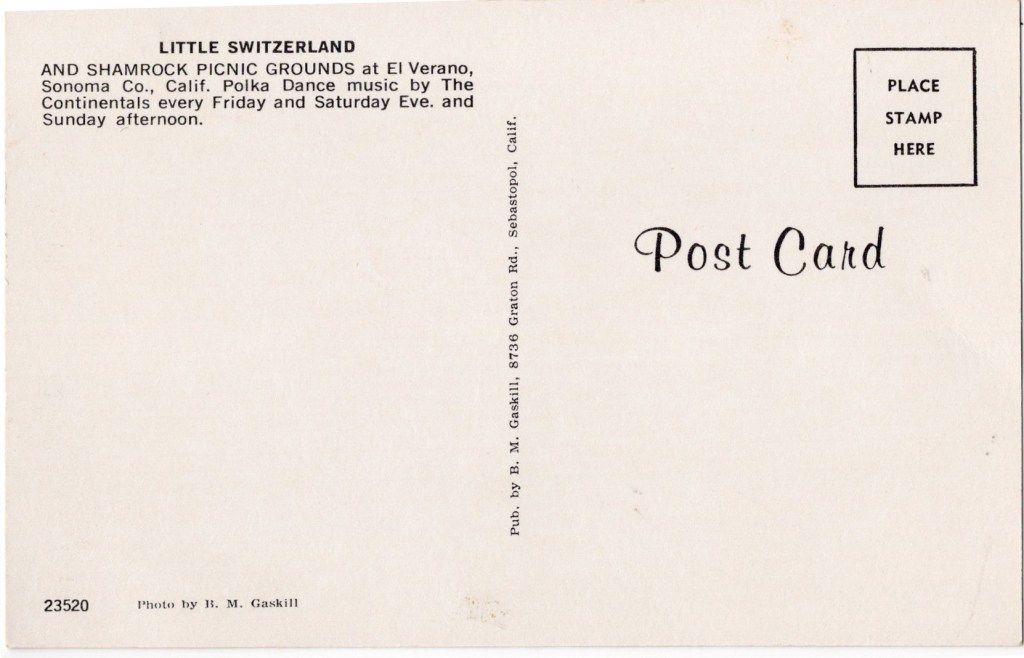 LITTLE SWITZERLAND
AND SHAMROCK PICNIC GROUNDS at El Verano,
Sonoma Co., Calif. Polka Dance music by The
Continentals every Friday and Saturday Eve. and
Sunday afternoon.
Pub. by B. M. Gaskill, 8736 Graton Rd., Sebastopol, Calif.
PLACE
STAMP
HERE
Post Card
23520 Photo by B. M. Gaskill